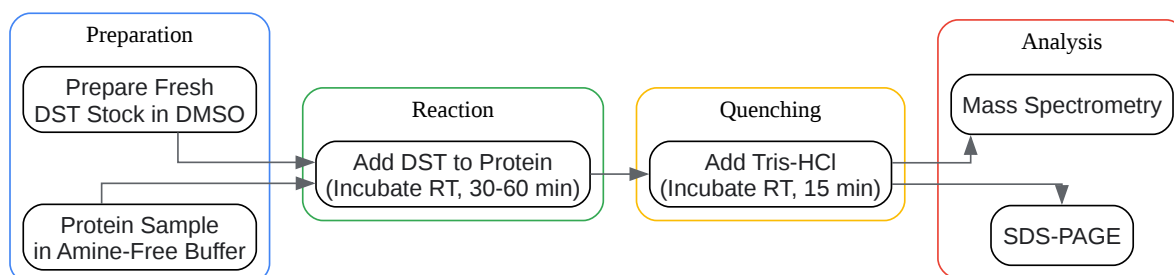 Preparation
Prepare Fresh
DST Stock in DMSO
Protein Sample
in Amine-Free Buffer
Reaction
Add DST to Protein
(Incubate RT, 30-60 min)
Quenching
Add Tris-HCl
(Incubate RT, 15 min)
Analysis
Mass Spectrometry
SDS-PAGE